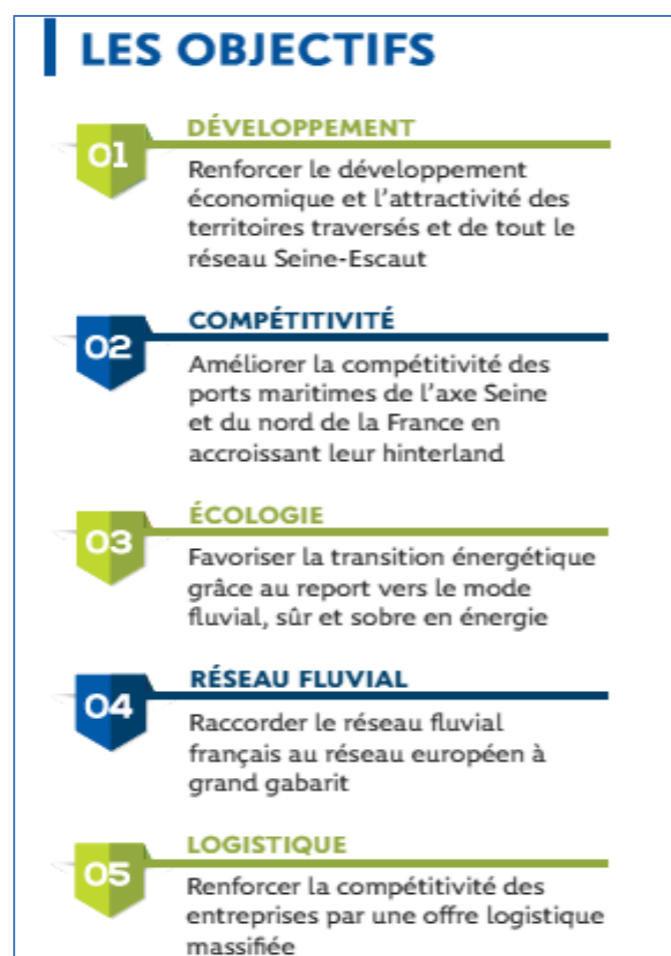 LES OBJECTIFS
01
DÉVELOPPEMENT
Renforcer le développement
économique et l'attractivité des
territoires traversés et de tout le
réseau Seine-Escaut
02
COMPÉTITIVITÉ
Améliorer la compétitivité des
ports maritimes de l'axe Seine
et du nord de la France en
accroissant leur hinterland
03
ÉCOLOGIE
Favoriser la transition énergétique
grâce au report vers le mode
fluvial, sûr et sobre en énergie
04
RÉSEAU FLUVIAL
Raccorder le réseau fluvial
français au réseau européen à
grand gabarit
05
LOGISTIQUE
Renforcer la compétitivité des
entreprises par une offre logistique
massifiée